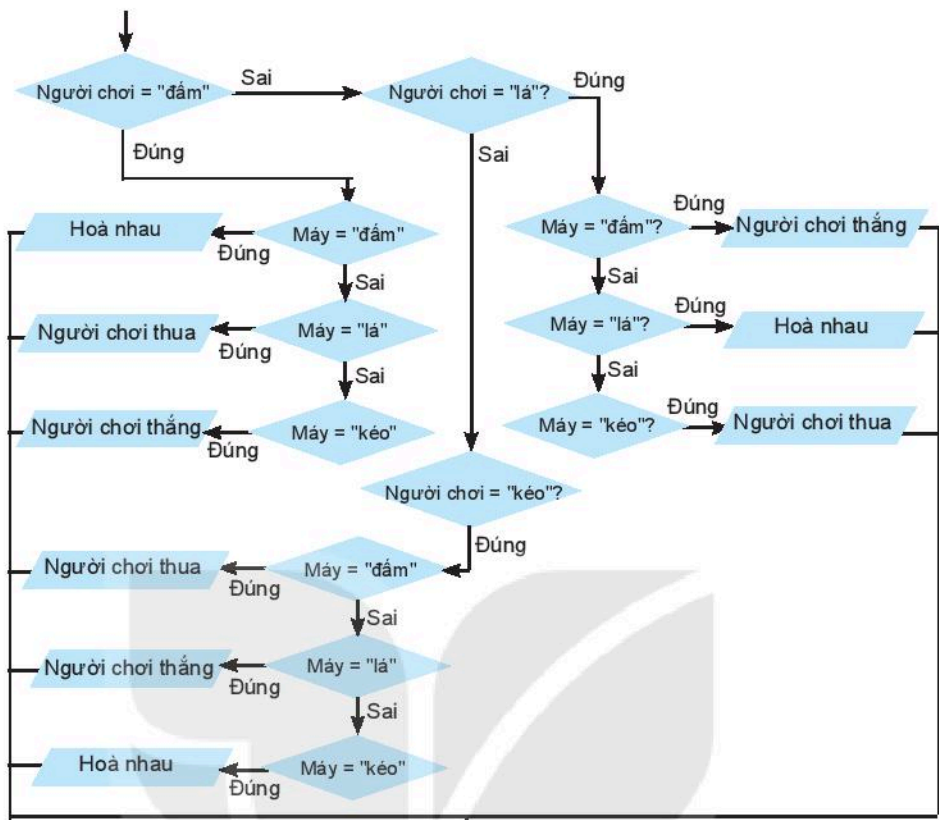 Người chơi = "đấm"
Sai
Người chơi = "lá"?
Đúng
Đúng
Sai
Hoà nhau
Đúng
Máy = "đấm"
Máy = "đấm"?
Đúng
Người chơi thắng
Sai
Sai
Người chơi thua
Đúng
Máy = "lá"
Máy = "lá"?
Đúng
Hoà nhau
Sai
Sai
Người chơi thắng
Đúng
Máy = "kéo"
Máy = "kéo"?
Đúng
Người chơi thua
Người chơi = "kéo"?
Đúng
Người chơi thua
Đúng
Máy = "đấm"
Sai
Người chơi thắng
Đúng
Máy = "lá"
Sai
Hoà nhau
Đúng
Máy = "kéo"